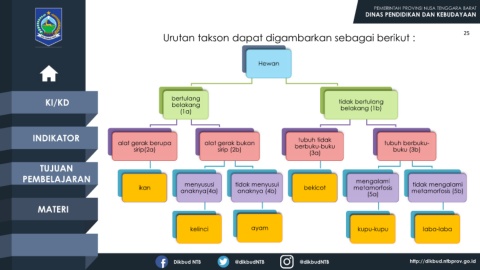 PEMERINTAH PROVINSI NUSA TENGGARA BARAT
DINAS PENDIDIKAN DAN KEBUDAYAAN
25
Urutan takson dapat digambarkan sebagai berikut :
Hewan
bertulang
belakang
(1a)
tidak bertulang
belakang (1b)
KI/KD
INDIKATOR
TUJUAN
PEMBELAJARAN
MATERI
alat gerak berupa
sirip(2a)
alat gerak bukan
sirip (2b)
tubuh tidak
berbuku-buku
(3a)
tubuh berbuku-
buku (3b)
ikan
menyusui
anaknya(4a)
tidak menyusui
anaknya (4b)
bekicot
mengalami
metamorfosis
(5a)
tidak mengalami
metamorfosis (5b)
kelinci
ayam
kupu-kupu
laba-laba
Dikbud NTB
@dikbudNTB
@dikbudNTB
http://dikbud.ntbprov.go.id